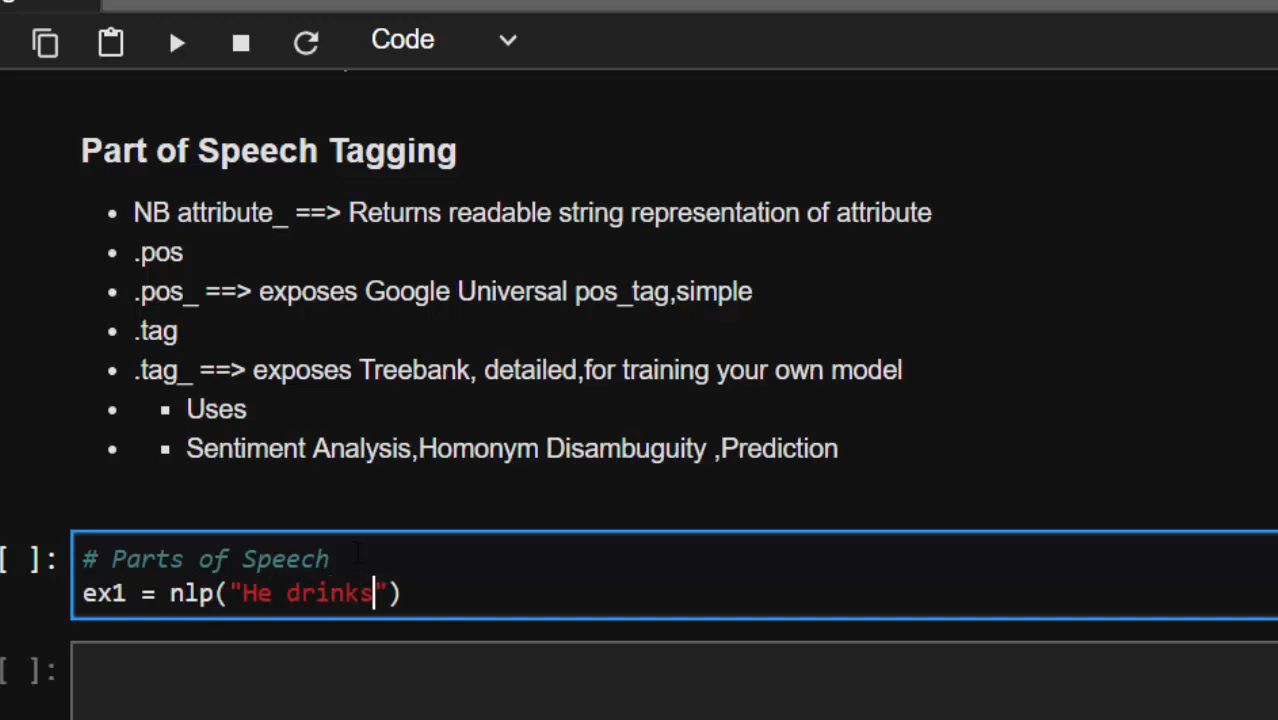 Code
Part of Speech Tagging
NB attribute_ ==> Returns readable string representation of attribute
.pos
.pos_ ==> exposes Google Universal pos_tag,simple
.tag
.tag_ ==> exposes Treebank, detailed,for training your own model
Uses
Sentiment Analysis,Homonym Disambuguity ,Prediction
[ ]: # Parts of Speech
ex1 = nlp("He drinks")
[ ]: